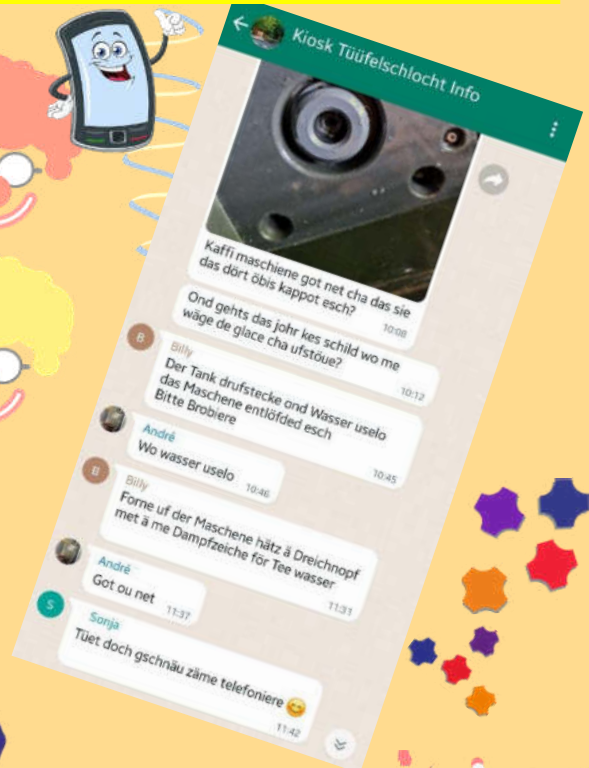 Kiosk Tüüfelschlocht Info
Kaffi maschiene got net cha das sie
das dört öbis kappot esch?
10:08
Ond gehts das johr kes schild wo me
wäge de glace cha ufstöue?
10:12
B
Billy
Der Tank drufstecke ond Wasser uselo
das Maschene entlöfded esch
Bitte Brobiere
10:45
André
Wo wasser uselo
10:46
B
Billy
Forne uf der Maschene hätz ä Dreichnopf
met ä me Dampfzeiche för Tee wasser
11:31
André
Got ou net
11:37
S
Sonja
Tüet doch gschnäu zäme telefoniere 😊
11:42